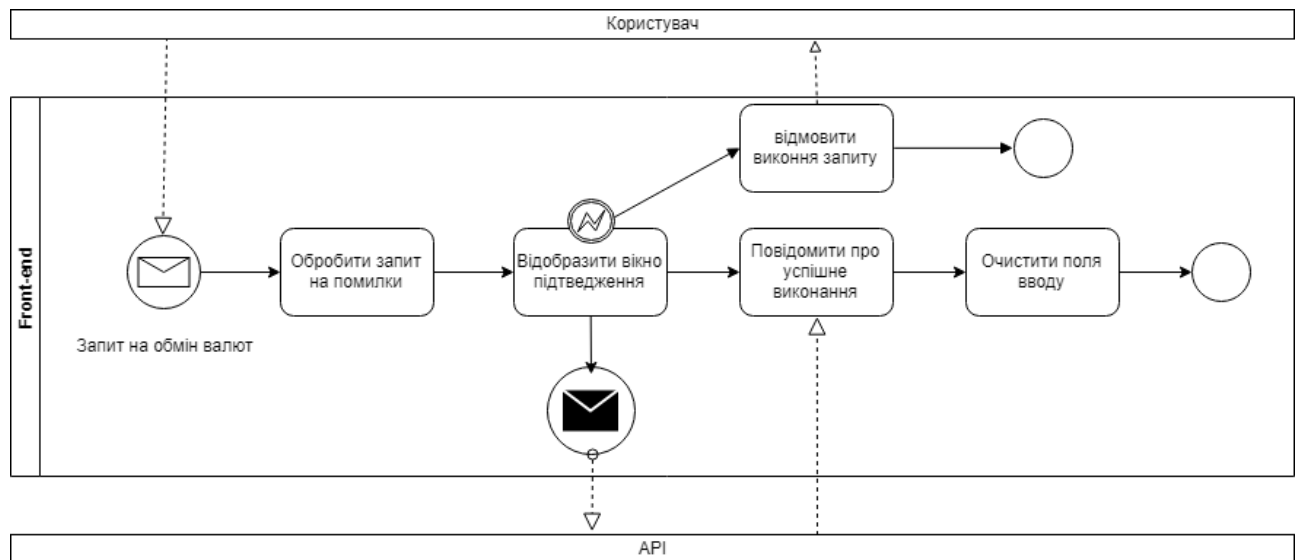 Користувач
Front-end
відмовити
виконня запиту
Обробити запит
на помилки
Відобразити вікно
підтведження
Повідомити про
успішне
виконання
Очистити поля
вводу
Запит на обмін валют
API